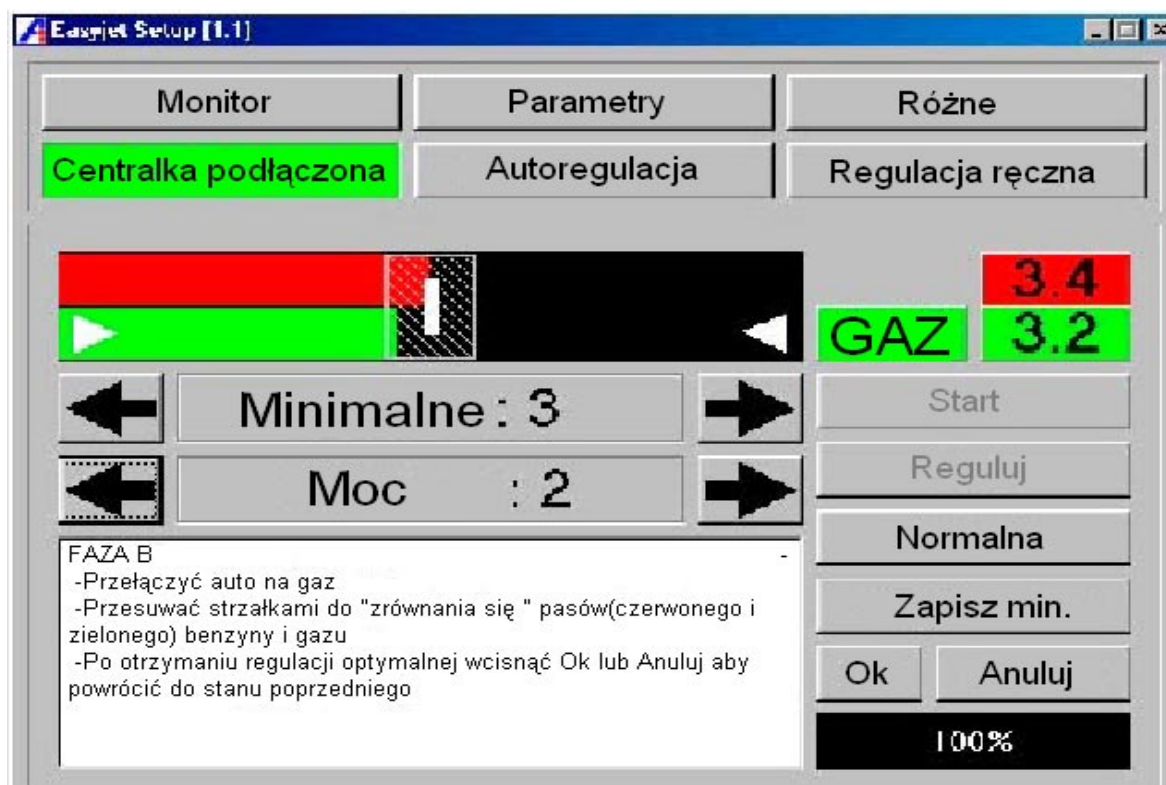 Easyjet Setup [1.1]
Monitor
Parametry
Różne
Centralka podłączona
Autoregulacja
Regulacja ręczna
3.4
GAZ
3.2
Minimalne : 3
Start
Moc : 2
Reguluj
Normalna
FAZA B -
-Przełączyć auto na gaz
-Przesuwać strzałkami do "zrównania się " pasów(czerwonego i
zielonego) benzyny i gazu
-Po otrzymaniu regulacji optymalnej wcisnąć Ok lub Anuluj aby
powrócić do stanu poprzedniego
Zapisz min.
Ok
Anuluj
100%